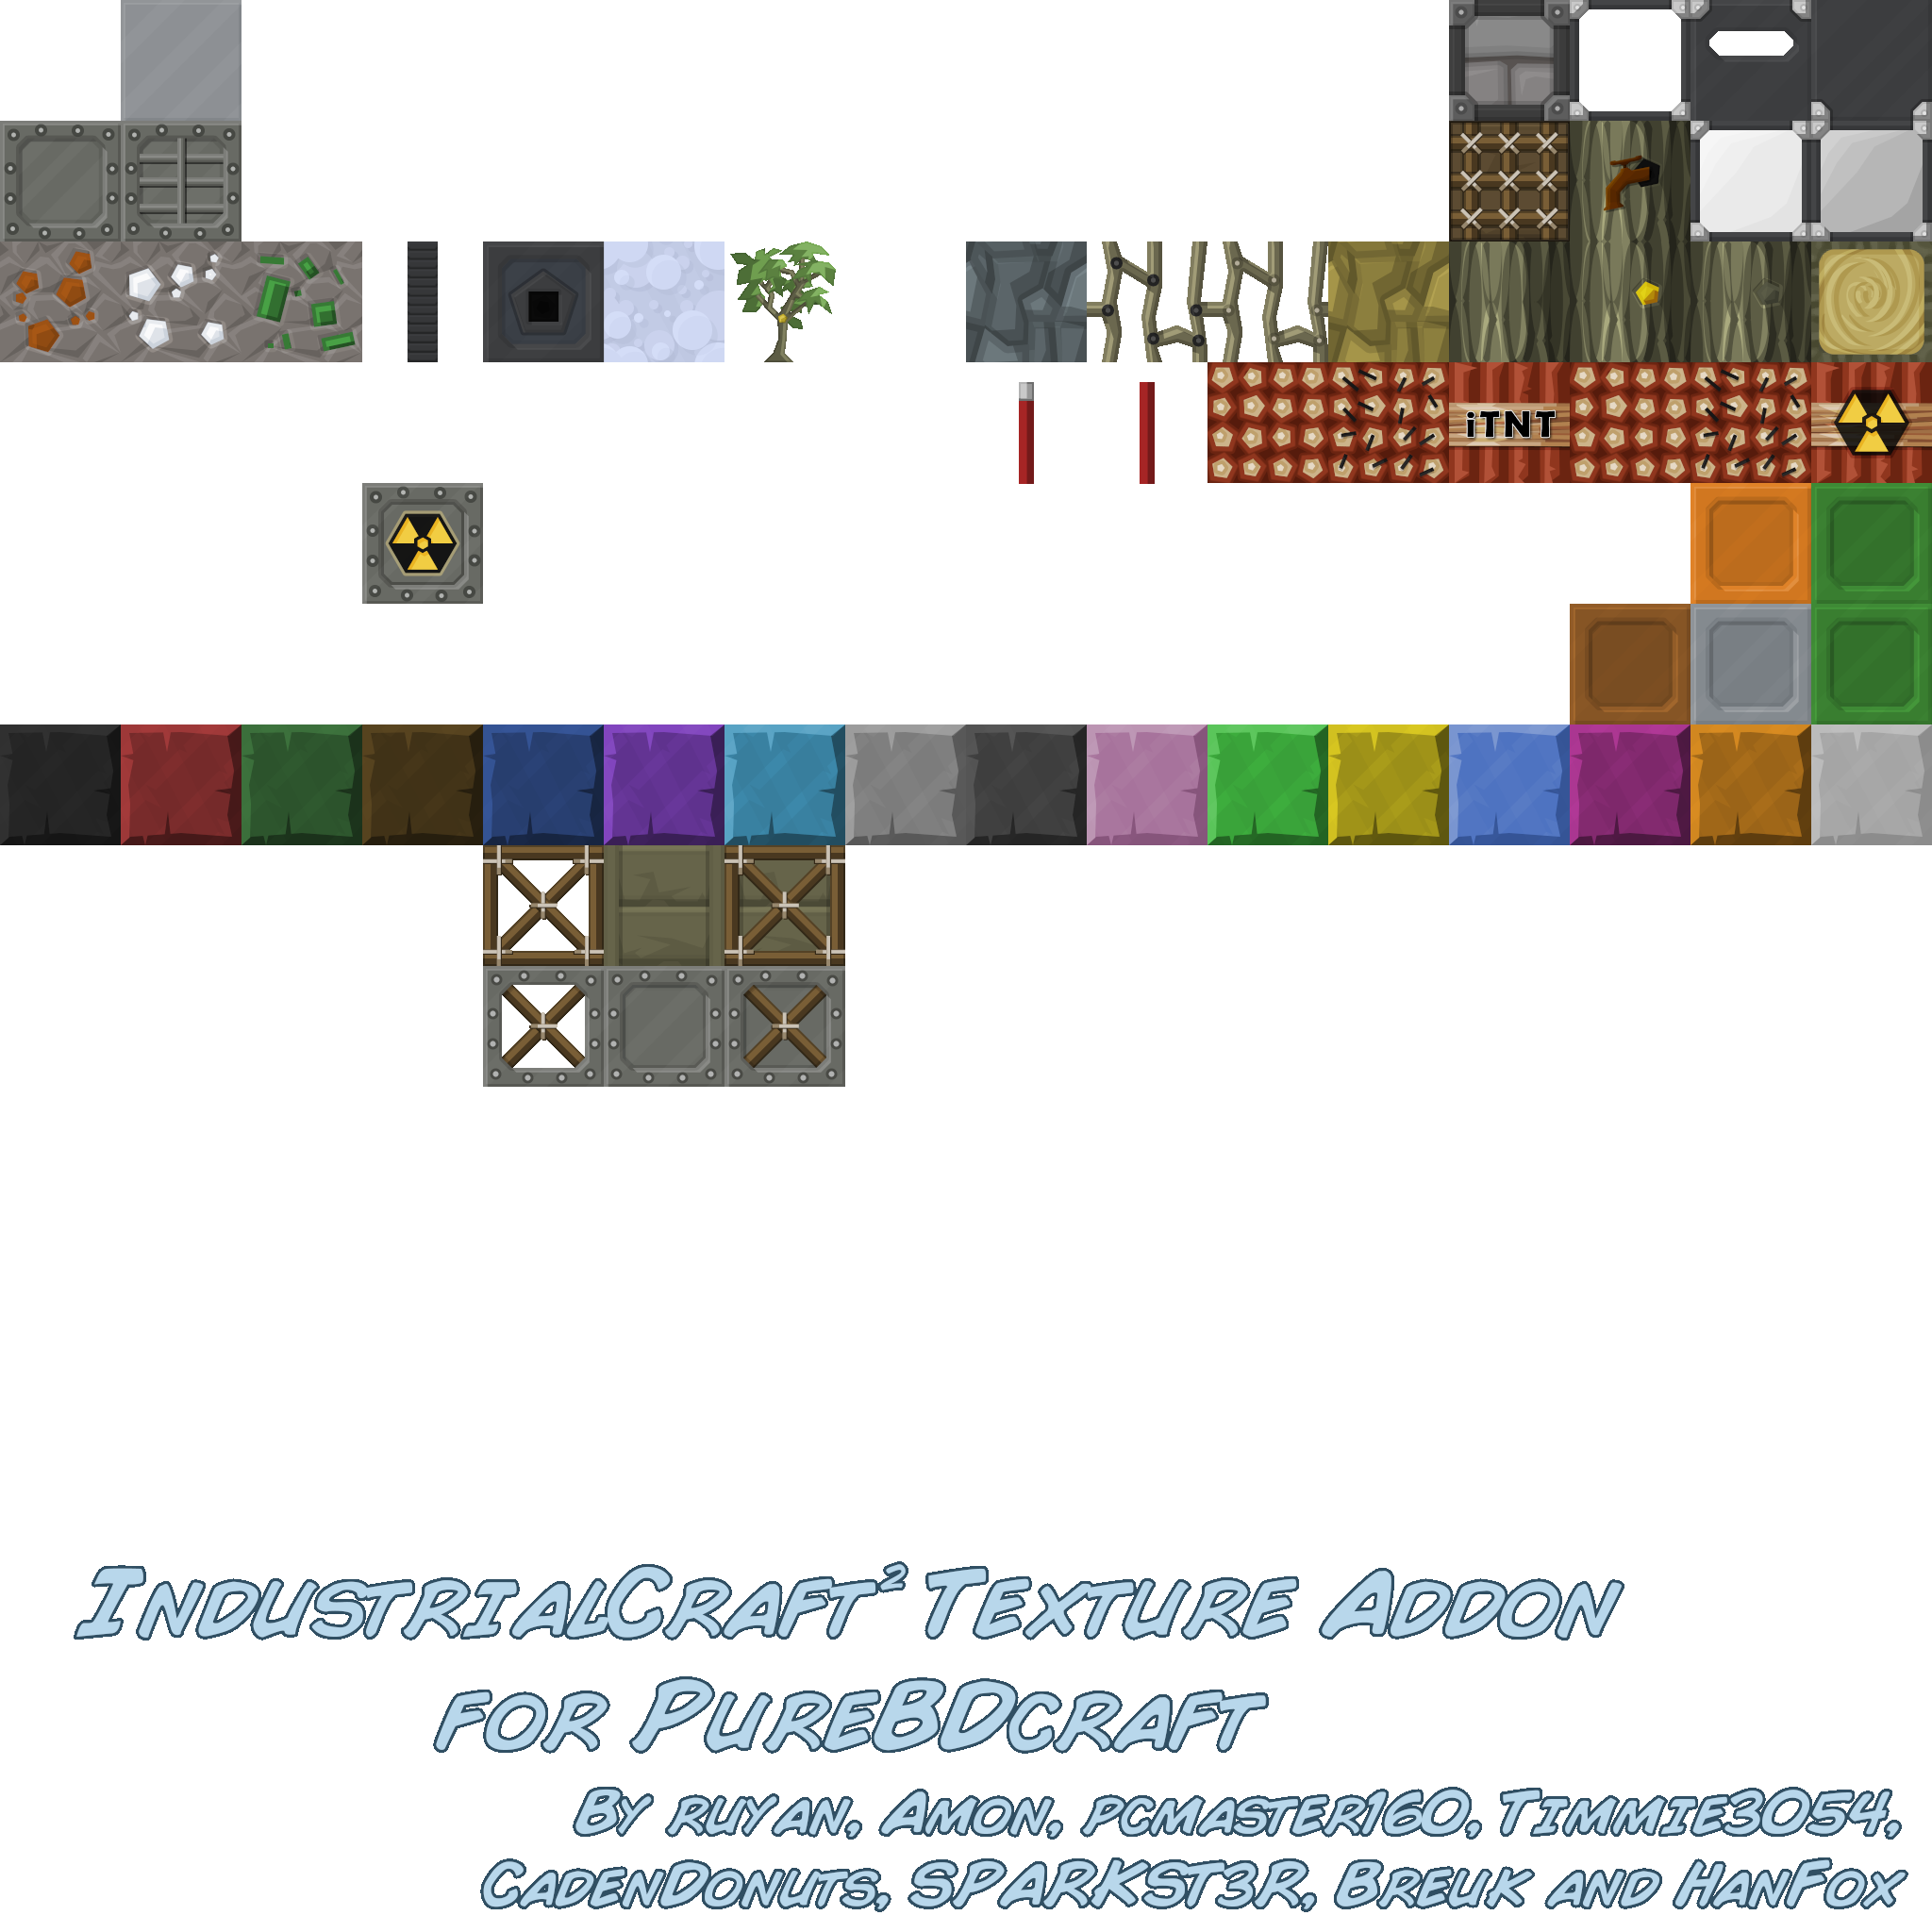 iTNT
IndustrialCraft² Texture Addon
for PureBDcraft
By ruyan, Amon, pcmaster160, Timmie3054,
CadenDonuts, SPARKST3R, Breuk and HanFox